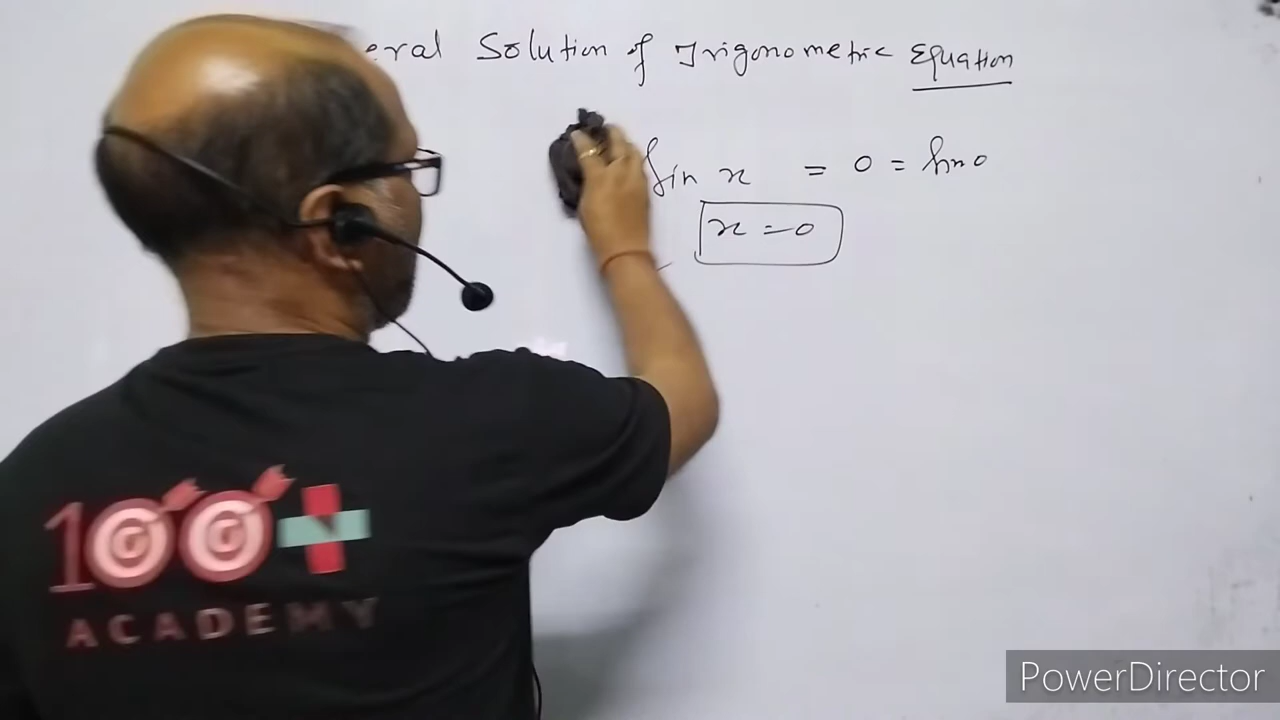 eral Solution of Trigonometric Equation
Sin x = 0 = Sin 0
x = 0
100+
ACADEMY
PowerDirector